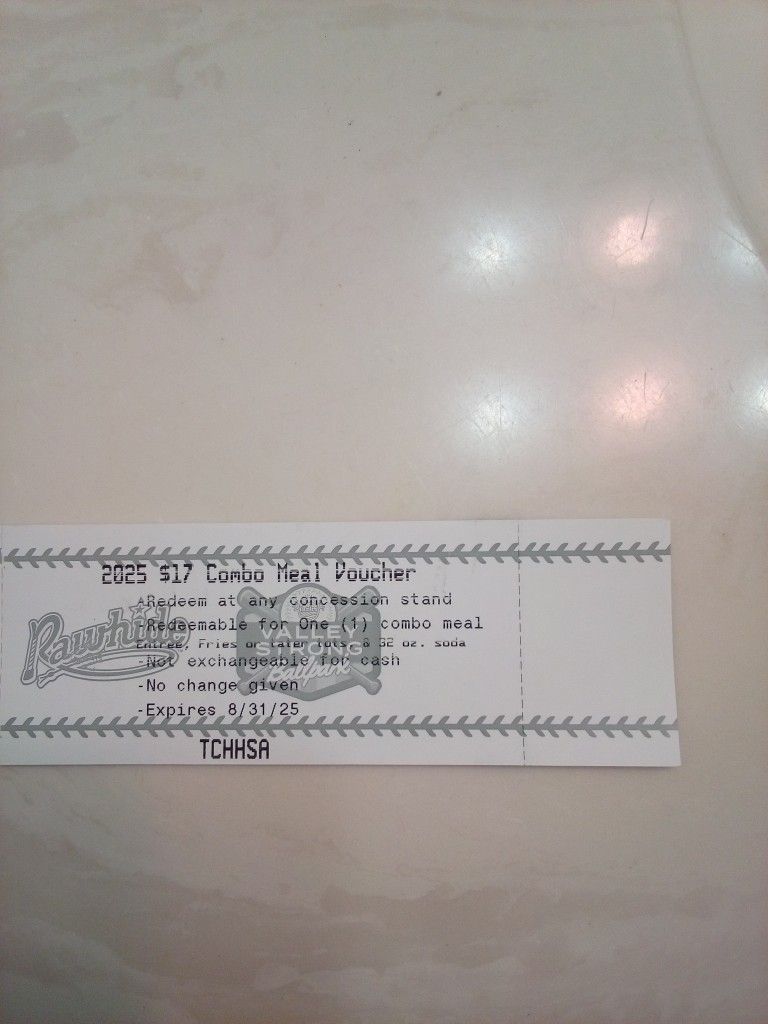 2025 $17 Combo Meal Voucher
-Redeem at any concession stand
-Redeemable for One (1) combo meal
Entree, Fries or Tater Tots, & 32 oz. soda
-Not exchangeable for cash
-No change given
-Expires 8/31/25
Rawhide
VALLEY
STRONG
Ballpark
TCHHSA